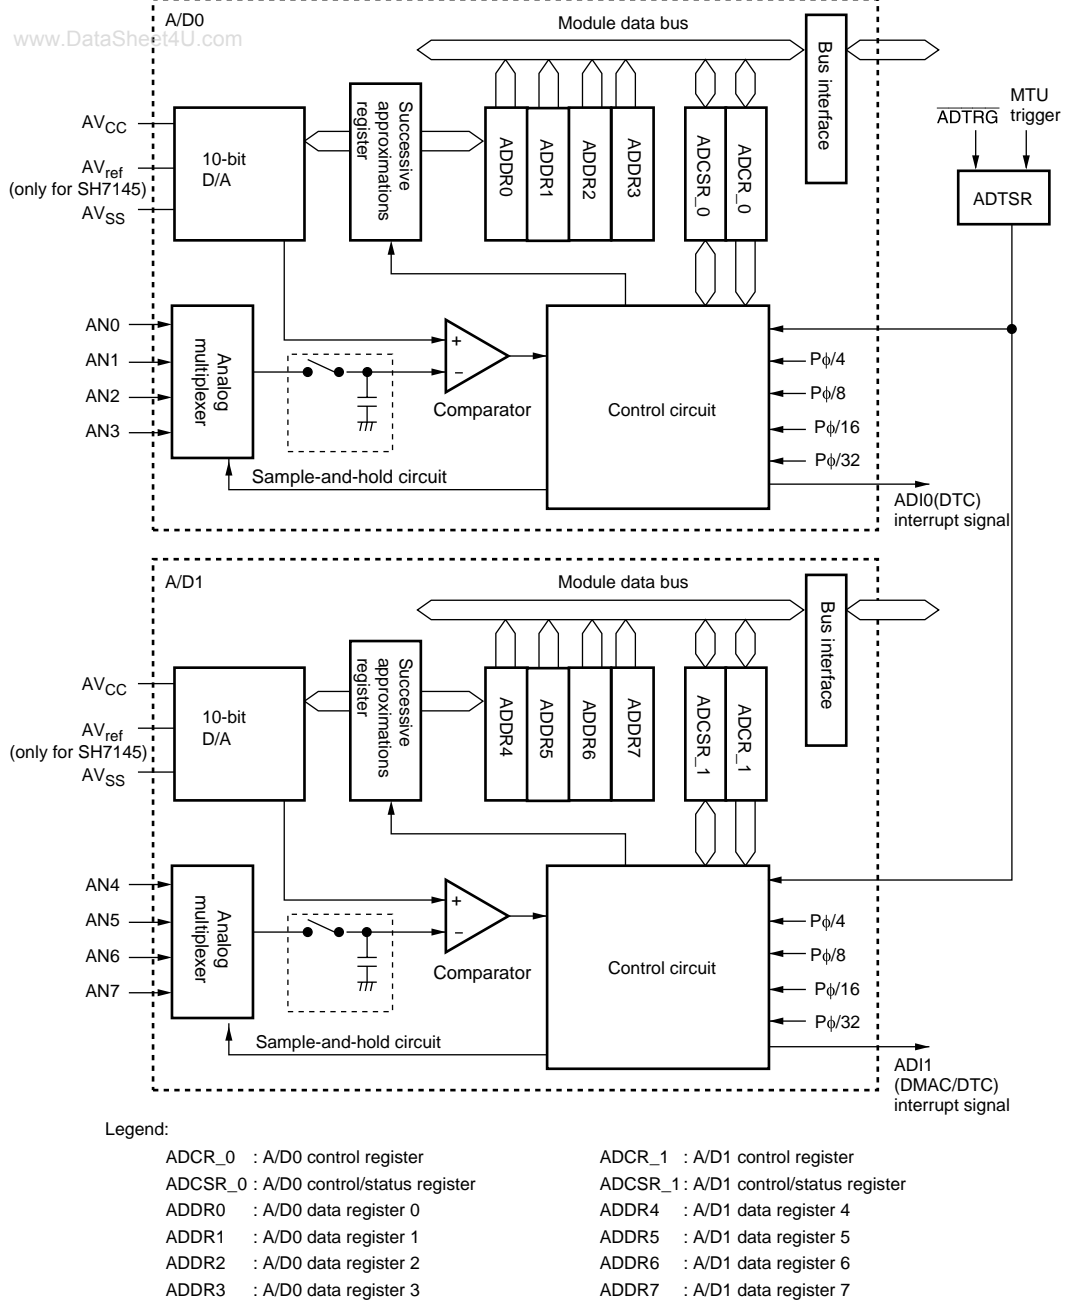 www.DataSheet4U.com
A/D0
Module data bus
Bus interface
AVCC
AVref
(only for SH7145)
AVSS
10-bit
D/A
Successive
approximations
register
ADDR0
ADDR1
ADDR2
ADDR3
ADCSR_0
ADCR_0
ADTRG
MTU
trigger
ADTSR
AN0
AN1
AN2
AN3
Analog
multiplexer
+
−
Comparator
Sample-and-hold circuit
Control circuit
Pϕ/4
Pϕ/8
Pϕ/16
Pϕ/32
ADI0(DTC)
interrupt signal
A/D1
Module data bus
Bus interface
AVCC
AVref
(only for SH7145)
AVSS
10-bit
D/A
Successive
approximations
register
ADDR4
ADDR5
ADDR6
ADDR7
ADCSR_1
ADCR_1
AN4
AN5
AN6
AN7
Analog
multiplexer
+
−
Comparator
Sample-and-hold circuit
Control circuit
Pϕ/4
Pϕ/8
Pϕ/16
Pϕ/32
ADI1
(DMAC/DTC)
interrupt signal
Legend:
ADCR_0 : A/D0 control register
ADCSR_0 : A/D0 control/status register
ADDR0 : A/D0 data register 0
ADDR1 : A/D0 data register 1
ADDR2 : A/D0 data register 2
ADDR3 : A/D0 data register 3
ADCR_1 : A/D1 control register
ADCSR_1 : A/D1 control/status register
ADDR4 : A/D1 data register 4
ADDR5 : A/D1 data register 5
ADDR6 : A/D1 data register 6
ADDR7 : A/D1 data register 7